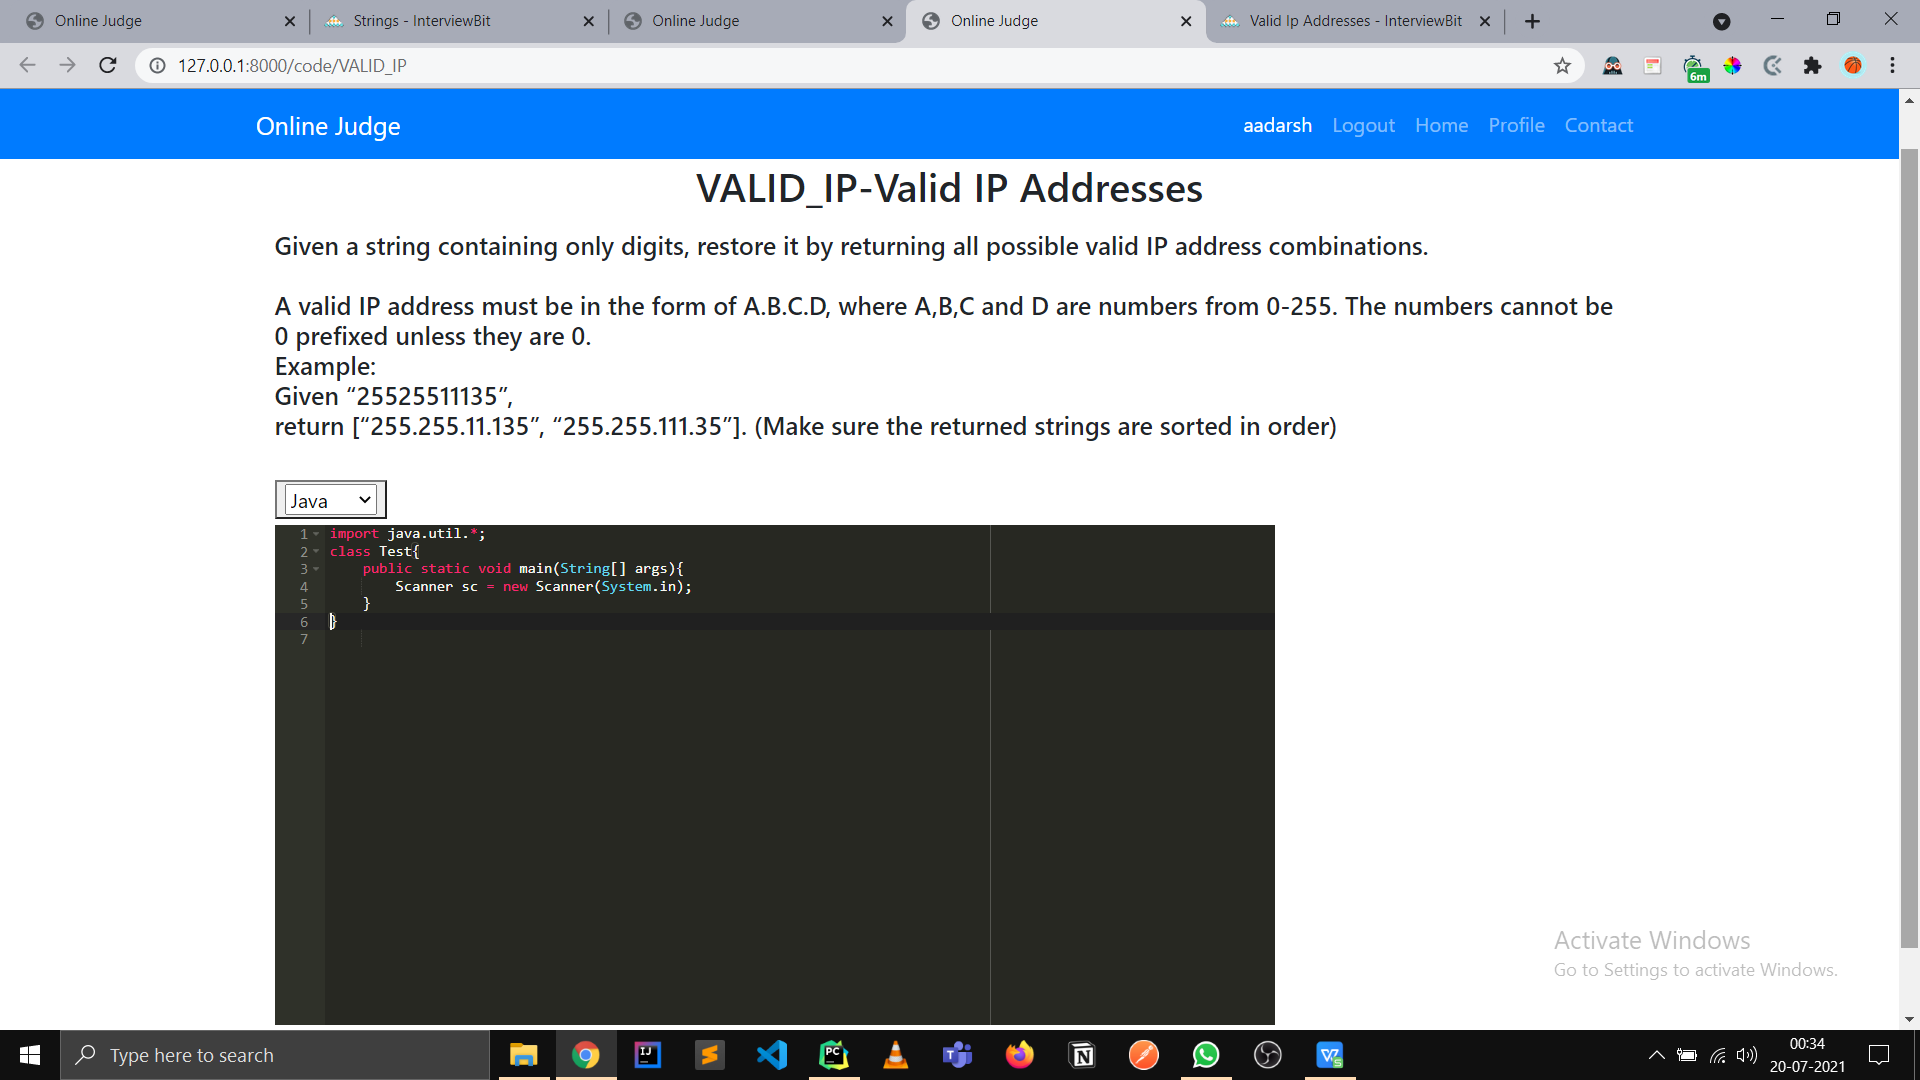 Online Judge
Strings - InterviewBit
Online Judge
Online Judge
Valid Ip Addresses - InterviewBit
127.0.0.1:8000/code/VALID_IP
6m
Online Judge
aadarsh Logout Home Profile Contact
VALID_IP-Valid IP Addresses
Given a string containing only digits, restore it by returning all possible valid IP address combinations.
A valid IP address must be in the form of A.B.C.D, where A,B,C and D are numbers from 0-255. The numbers cannot be
0 prefixed unless they are 0.
Example:
Given “25525511135”,
return [“255.255.11.135”, “255.255.111.35”]. (Make sure the returned strings are sorted in order)
Java
1 import java.util.*;
2 class Test{
3 public static void main(String[] args){
4 Scanner sc = new Scanner(System.in);
5 }
6 }
7
Activate Windows
Go to Settings to activate Windows.
Type here to search
00:34
20-07-2021